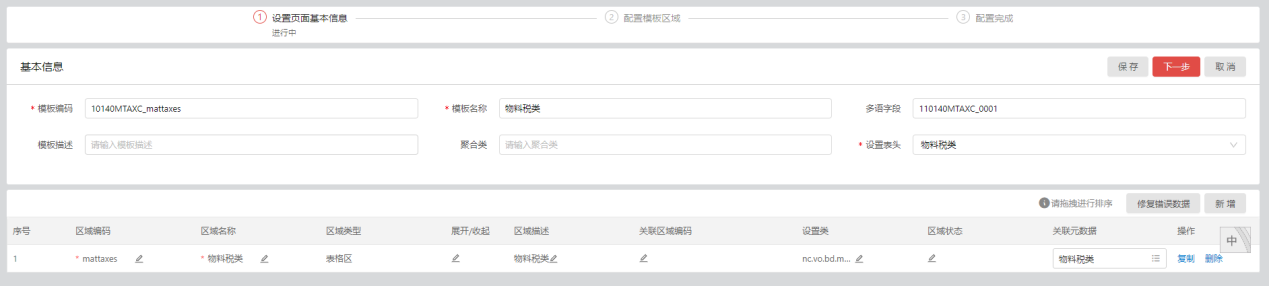 1 设置页面基本信息 2 配置模板区域 3 配置完成
进行中
基本信息 保存 下一步 取消
* 模板编码 10140MTAXC_mattaxes * 模板名称 物料税类 多语字段 110140MTAXC_0001
模板描述 请输入模板描述 聚合类 请输入聚合类 * 设置表头 物料税类
请拖拽进行排序 修复错误数据 新增
序号 区域编码 区域名称 区域类型 展开/收起 区域描述 关联区域编码 设置类 区域状态 关联元数据 操作
中
1 * mattaxes * 物料税类 表格区 物料税类 nc.vo.bd.m... 物料税类 复制 删除